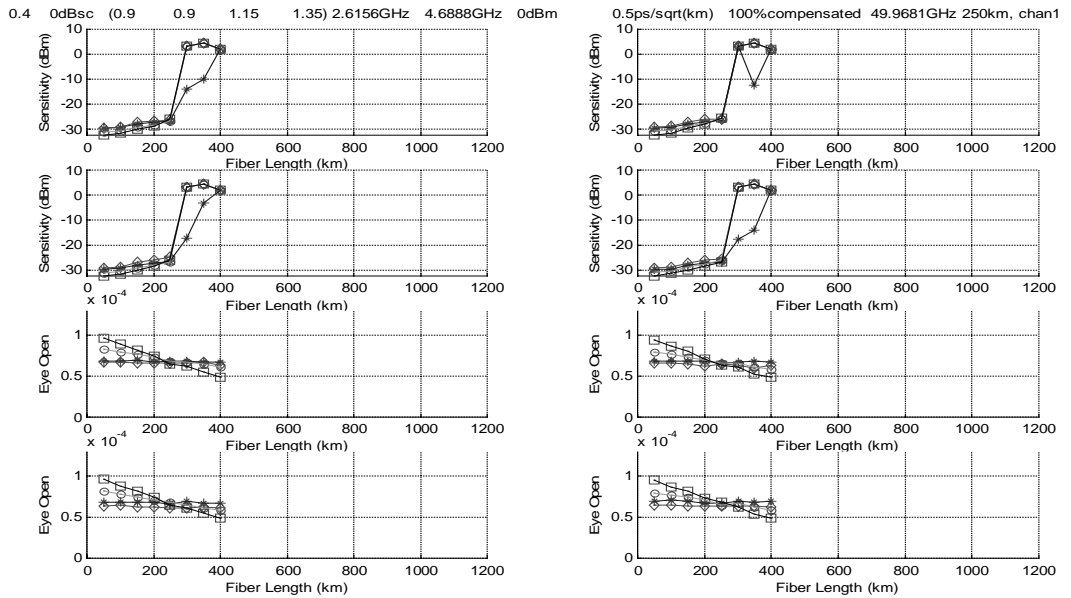 0.4 0dBsc (0.9 0.9 1.15 1.35) 2.6156GHz 4.6888GHz 0dBm 0.5ps/sqrt(km) 100%compensated 49.9681GHz 250km, chan1
10
0
-10
-20
-30
Sensitivity (dBm)
0 200 400 600 800 1000 1200
Fiber Length (km)
10
0
-10
-20
-30
Sensitivity (dBm)
0 200 400 600 800 1000 1200
Fiber Length (km)
10
0
-10
-20
-30
Sensitivity (dBm)
0 200 400 600 800 1000 1200
Fiber Length (km)
10
0
-10
-20
-30
Sensitivity (dBm)
0 200 400 600 800 1000 1200
Fiber Length (km)
x 10-4
1
0.5
0
Eye Open
0 200 400 600 800 1000 1200
Fiber Length (km)
x 10-4
1
0.5
0
Eye Open
0 200 400 600 800 1000 1200
Fiber Length (km)
x 10-4
1
0.5
0
Eye Open
0 200 400 600 800 1000 1200
Fiber Length (km)
x 10-4
1
0.5
0
Eye Open
0 200 400 600 800 1000 1200
Fiber Length (km)